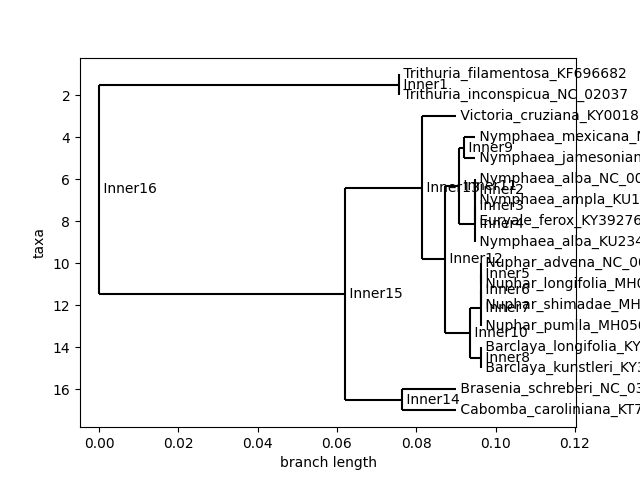 Trithuria_filamentosa_KF696682
Inner1
Trithuria_inconspicua_NC_02037
2
Victoria_cruziana_KY0018
4
Nymphaea_mexicana_N
Inner9
Nymphaea_jamesonian
6
Nymphaea_alba_NC_00
Inner16
Inner13
Inner11
Inner2
Nymphaea_ampla_KU1
Inner3
8
Euryale_ferox_KY39276
Inner4
taxa
Nymphaea_alba_KU234
10
Inner12
Nuphar_advena_NC_00
Inner5
Nuphar_longifolia_MH0
Inner6
Inner15
12
Nuphar_shimadae_MH
Inner7
Nuphar_pumila_MH050
Inner10
14
Barclaya_longifolia_KY
Inner8
Barclaya_kunstleri_KY3
16
Brasenia_schreberi_NC_03
Inner14
Cabomba_caroliniana_KT7
0.00 0.02 0.04 0.06 0.08 0.10 0.12
branch length